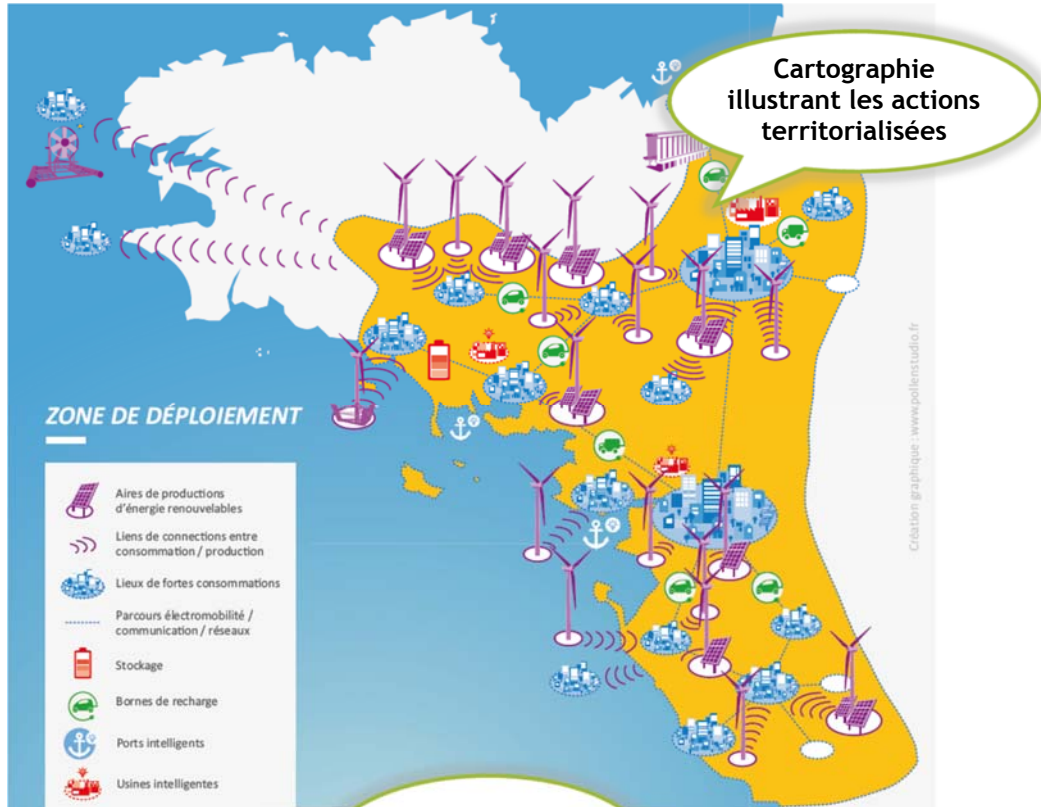 Cartographie
illustrant les actions
territorialisées
ZONE DE DÉPLOIEMENT
Aires de productions
d'énergie renouvelables
Liens de connections entre
consommation / production
Lieux de fortes consommations
Parcours électromobilité /
communication / réseaux
Stockage
Bornes de recharge
Ports intelligents
Usines intelligentes
Création graphique : www.pollenstudio.fr